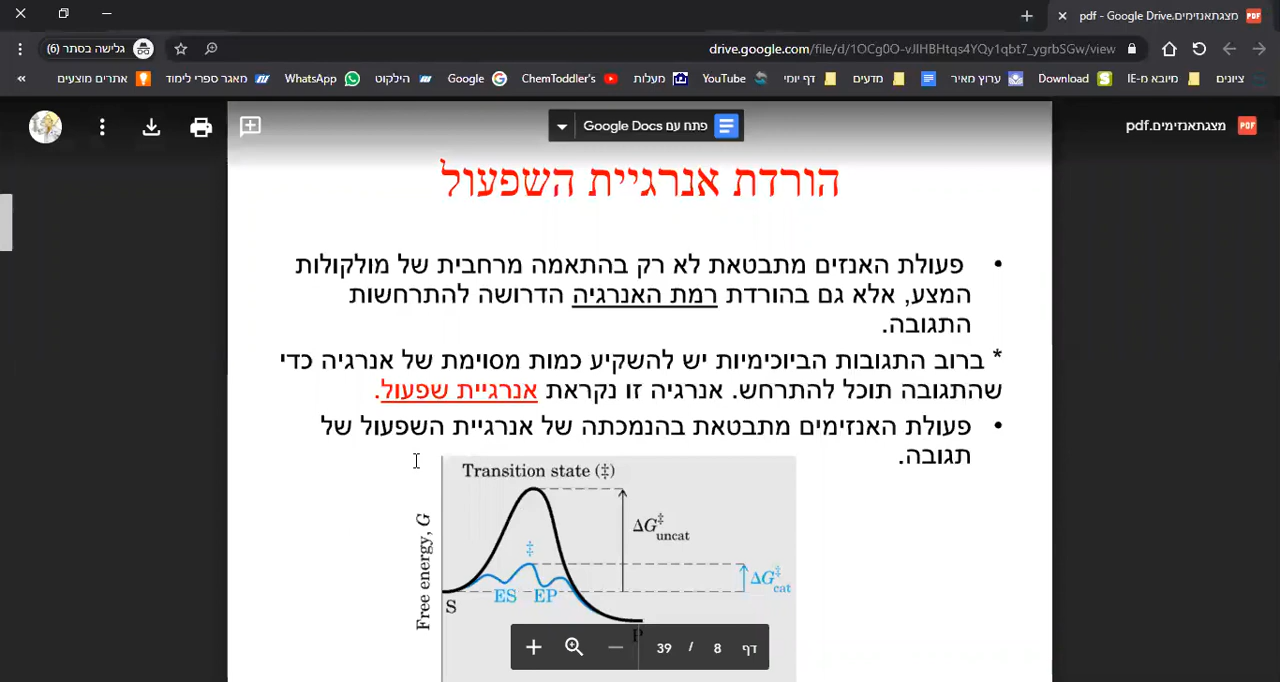 מצגתאנזימים.pdf - Google Drive
drive.google.com/file/d/1OCg0O-vJIHBHtqs4YQy1qbt7_ygrbSGw/view
גלישה בסתר (6)
ציונים
מיובא מ-IE
Download
ערוץ מאיר
מדעים
דף יומי
YouTube
מעלות
ChemToddler's
Google
הילקוט
WhatsApp
מאגר ספרי לימוד
אתרים מוצעים
«
PDF מצגתאנזימים.pdf
פתח עם Google Docs
הורדת אנרגיית השפעול
• פעולת האנזים מתבטאת לא רק בהתאמה מרחבית של מולקולות
המצע, אלא גם בהורדת רמת האנרגיה הדרושה להתרחשות
התגובה.
* ברוב התגובות הביוכימיות יש להשקיע כמות מסוימת של אנרגיה כדי
שהתגובה תוכל להתרחש. אנרגיה זו נקראת אנרגיית שפעול.
• פעולת האנזימים מתבטאת בהנמכתה של אנרגיית השפעול של
תגובה.
Transition state (‡)
Free energy, G
ΔG‡uncat
‡
ΔG‡cat
ES
EP
S
P
דף 8 / 39